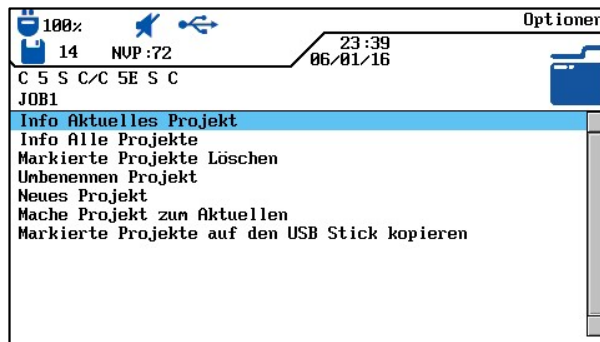 100% Optionen
14 NVP:72 23:39
06/01/16
C 5 S C/C 5E S C
JOB1
Info Aktuelles Projekt
Info Alle Projekte
Markierte Projekte Löschen
Umbenennen Projekt
Neues Projekt
Mache Projekt zum Aktuellen
Markierte Projekte auf den USB Stick kopieren